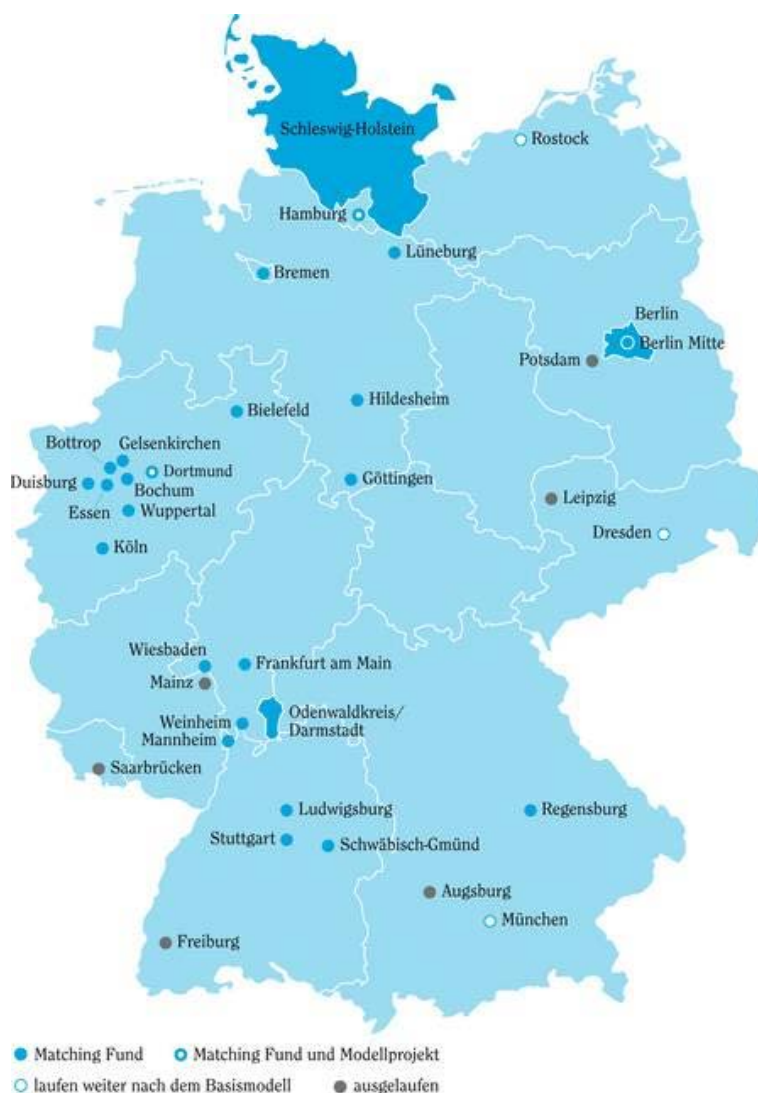 Schleswig-Holstein
Rostock
Hamburg
Lüneburg
Bremen
Berlin
Berlin Mitte
Potsdam
Hildesheim
Bielefeld
Gelsenkirchen
Bottrop
Dortmund
Duisburg
Göttingen
Bochum
Leipzig
Essen
Wuppertal
Dresden
Köln
Wiesbaden
Frankfurt am Main
Mainz
Odenwaldkreis/
Darmstadt
Weinheim
Mannheim
Saarbrücken
Ludwigsburg
Regensburg
Stuttgart
Schwäbisch-Gmünd
Augsburg
München
Freiburg
Matching Fund
Matching Fund und Modellprojekt
laufen weiter nach dem Basismodell
ausgelaufen